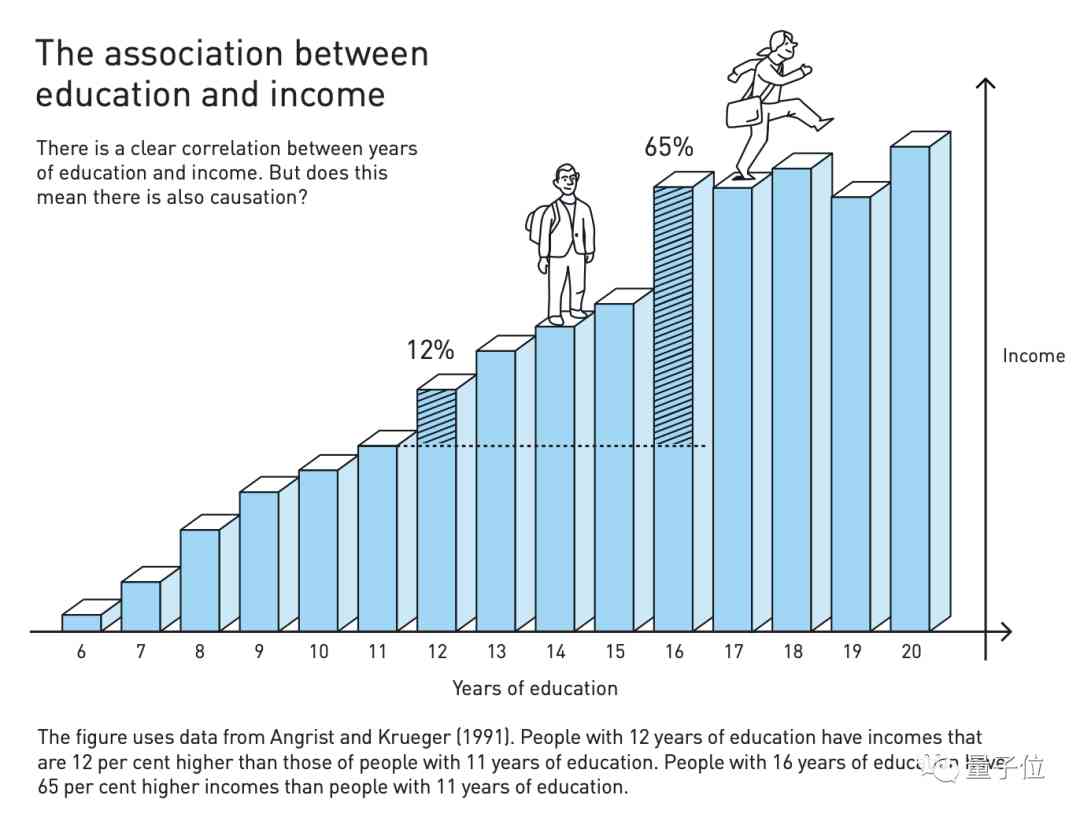 The association between
education and income
There is a clear correlation between years
of education and income. But does this
mean there is also causation?
65%
12%
Income
6 7 8 9 10 11 12 13 14 15 16 17 18 19 20
Years of education
The figure uses data from Angrist and Krueger (1991). People with 12 years of education have incomes that
are 12 per cent higher than those of people with 11 years of education. People with 16 years of education have
65 per cent higher incomes than people with 11 years of education.
量子位